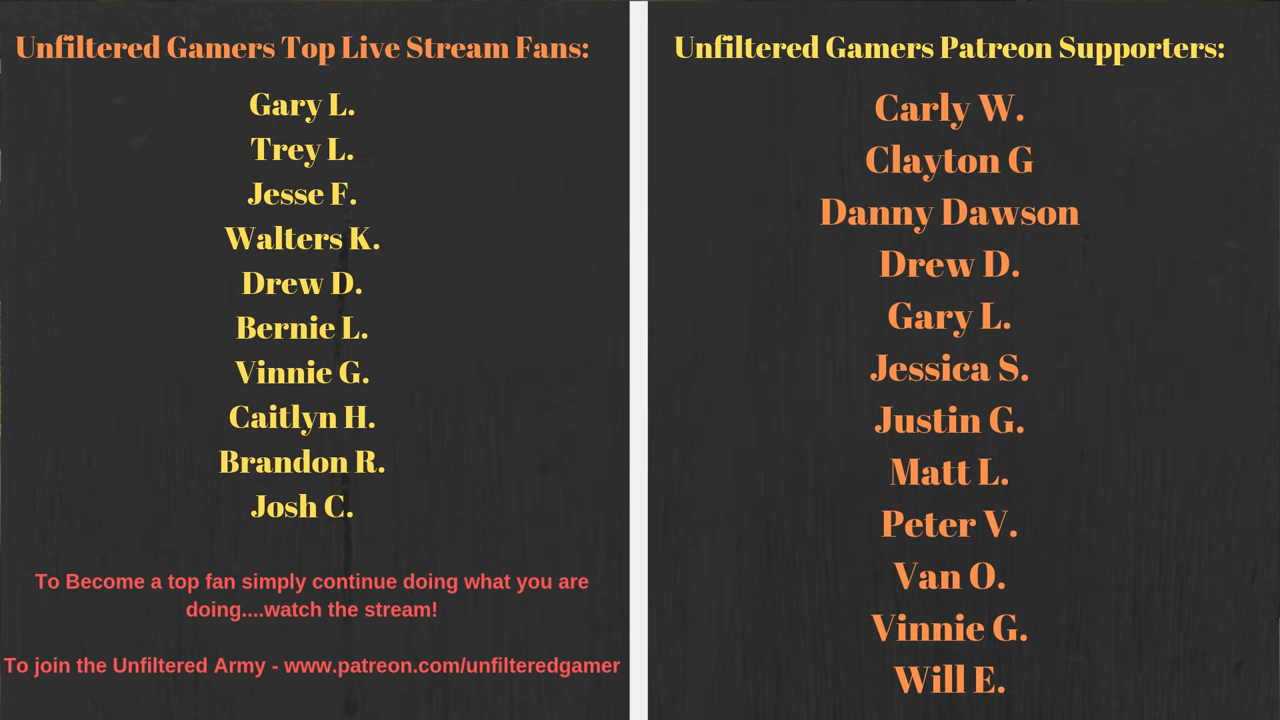 Unfiltered Gamers Top Live Stream Fans:
Gary L.
Trey L.
Jesse F.
Walters K.
Drew D.
Bernie L.
Vinnie G.
Caitlyn H.
Brandon R.
Josh C.
To Become a top fan simply continue doing what you are
doing....watch the stream!
To join the Unfiltered Army - www.patreon.com/unfilteredgamer
Unfiltered Gamers Patreon Supporters:
Carly W.
Clayton G
Danny Dawson
Drew D.
Gary L.
Jessica S.
Justin G.
Matt L.
Peter V.
Van O.
Vinnie G.
Will E.